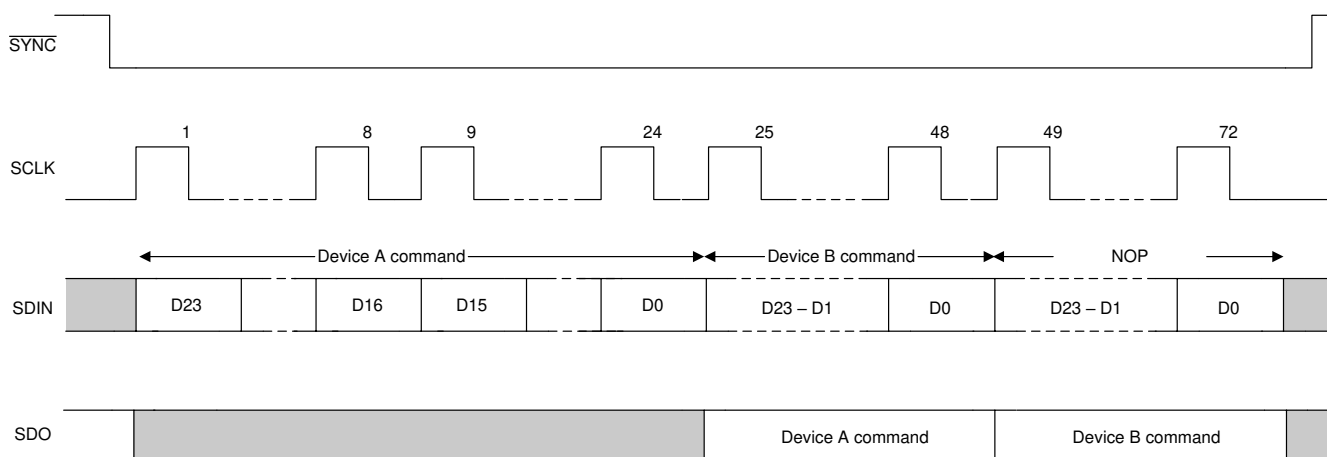 SYNC
1 8 9 24 25 48 49 72
SCLK
Device A command Device B command NOP
SDIN D23 D16 D15 D0 D23 – D1 D0 D23 – D1 D0
SDO Device A command Device B command